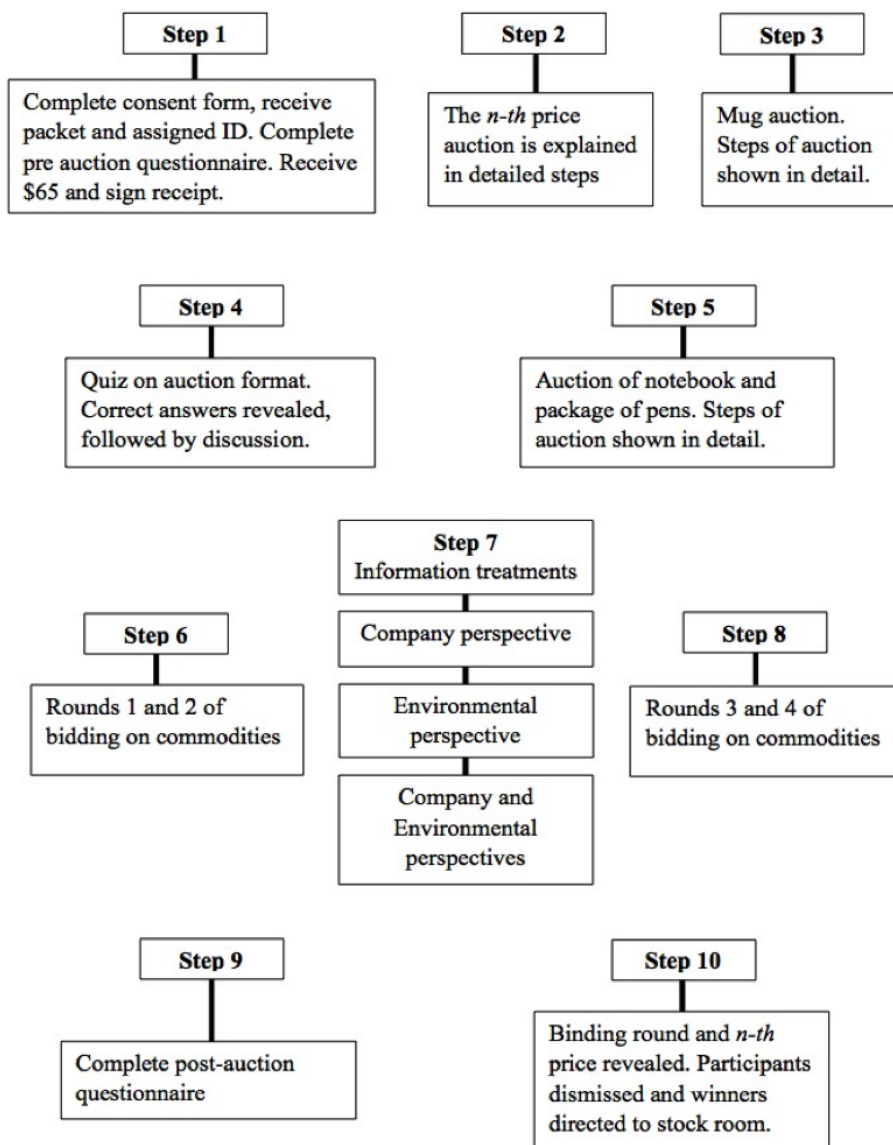 Step 1
Complete consent form, receive
packet and assigned ID. Complete
pre auction questionnaire. Receive
$65 and sign receipt.
Step 2
The n-th price
auction is explained
in detailed steps
Step 3
Mug auction.
Steps of auction
shown in detail.
Step 4
Quiz on auction format.
Correct answers revealed,
followed by discussion.
Step 5
Auction of notebook and
package of pens. Steps of
auction shown in detail.
Step 6
Rounds 1 and 2 of
bidding on commodities
Step 7
Information treatments
Company perspective
Environmental
perspective
Company and
Environmental
perspectives
Step 8
Rounds 3 and 4 of
bidding on commodities
Step 9
Complete post-auction
questionnaire
Step 10
Binding round and n-th
price revealed. Participants
dismissed and winners
directed to stock room.